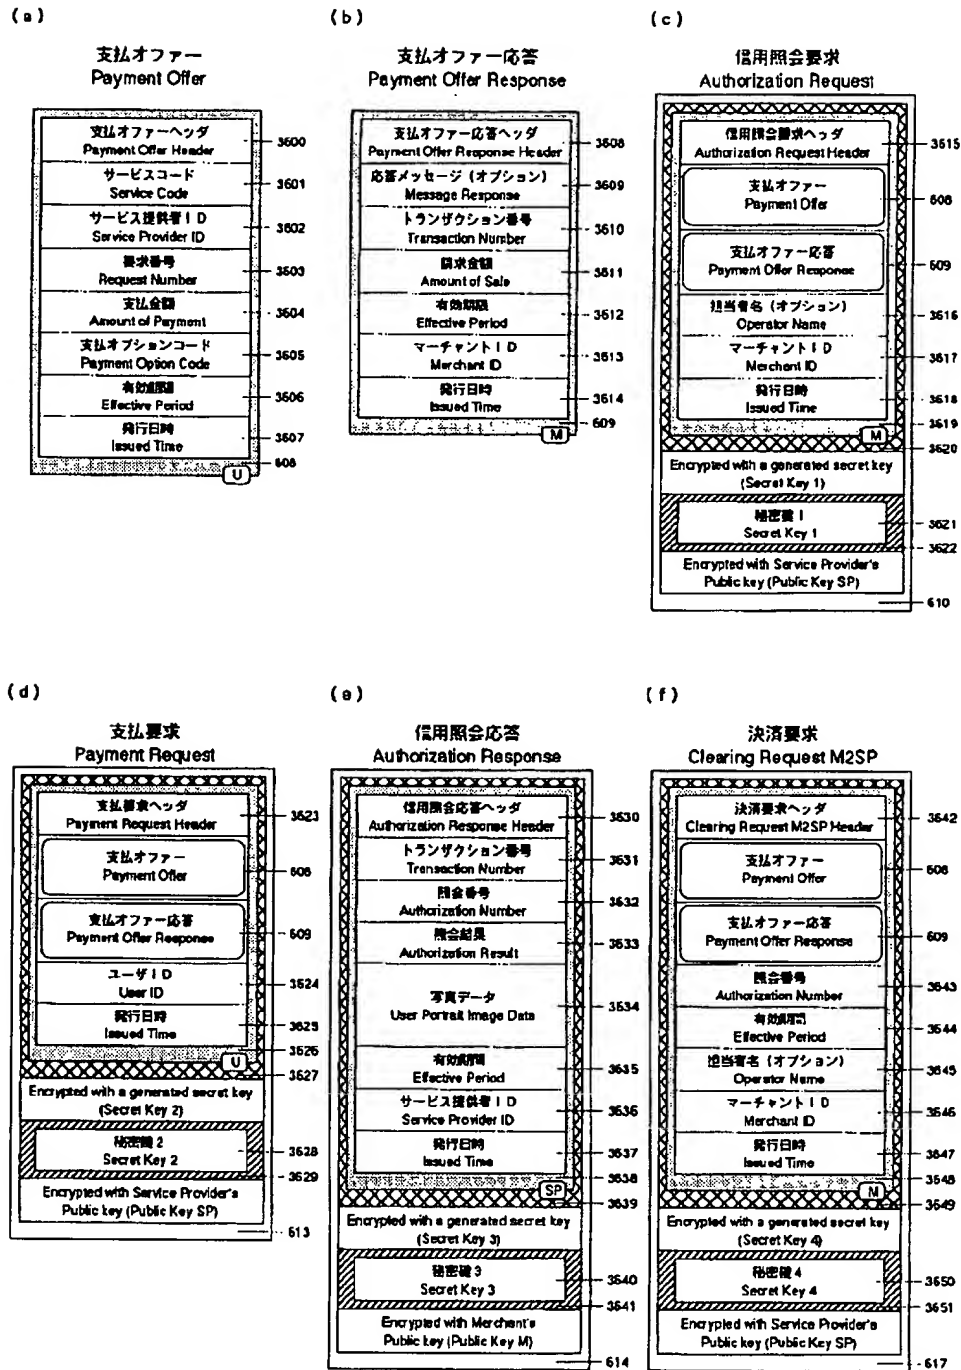 (a)
支払オファー
Payment Offer
支払オファーヘッダ
Payment Offer Header
3600
サービスコード
Service Code
3601
サービス提供者ID
Service Provider ID
3602
要求番号
Request Number
3603
支払金額
Amount of Payment
3604
支払オプションコード
Payment Option Code
3605
有効期限
Effective Period
3606
発行日時
Issued Time
3607
608
U
(b)
支払オファー応答
Payment Offer Response
支払オファー応答ヘッダ
Payment Offer Response Header
3608
応答メッセージ(オプション)
Message Response
3609
トランザクション番号
Transaction Number
3610
請求金額
Amount of Sale
3611
有効期限
Effective Period
3612
マーチャントID
Merchant ID
3613
発行日時
Issued Time
3614
609
M
(c)
信用照会要求
Authorization Request
信用照会要求ヘッダ
Authorization Request Header
3615
支払オファー
Payment Offer
608
支払オファー応答
Payment Offer Response
609
担当者名(オプション)
Operator Name
3616
マーチャントID
Merchant ID
3617
発行日時
Issued Time
3618
3619
M
3620
Encrypted with a generated secret key
(Secret Key 1)
秘密鍵1
Secret Key 1
3621
3622
Encrypted with Service Provider's
Public key (Public Key SP)
610
(d)
支払要求
Payment Request
支払要求ヘッダ
Payment Request Header
3623
支払オファー
Payment Offer
608
支払オファー応答
Payment Offer Response
609
ユーザID
User ID
3624
発行日時
Issued Time
3625
3626
U
3627
Encrypted with a generated secret key
(Secret Key 2)
秘密鍵2
Secret Key 2
3628
3629
Encrypted with Service Provider's
Public key (Public Key SP)
613
(e)
信用照会応答
Authorization Response
信用照会応答ヘッダ
Authorization Response Header
3630
トランザクション番号
Transaction Number
3631
照会番号
Authorization Number
3632
照会結果
Authorization Result
3633
写真データ
User Portrait Image Data
3634
有効期間
Effective Period
3635
サービス提供者ID
Service Provider ID
3636
発行日時
Issued Time
3637
3638
SP
3639
Encrypted with a generated secret key
(Secret Key 3)
秘密鍵3
Secret Key 3
3640
3641
Encrypted with Merchant's
Public key (Public Key M)
614
(f)
決済要求
Clearing Request M2SP
決済要求ヘッダ
Clearing Request M2SP Header
3642
支払オファー
Payment Offer
608
支払オファー応答
Payment Offer Response
609
照会番号
Authorization Number
3643
有効期間
Effective Period
3644
担当者名(オプション)
Operator Name
3645
マーチャントID
Merchant ID
3646
発行日時
Issued Time
3647
3648
M
3649
Encrypted with a generated secret key
(Secret Key 4)
秘密鍵4
Secret Key 4
3650
3651
Encrypted with Service Provider's
Public key (Public Key SP)
617